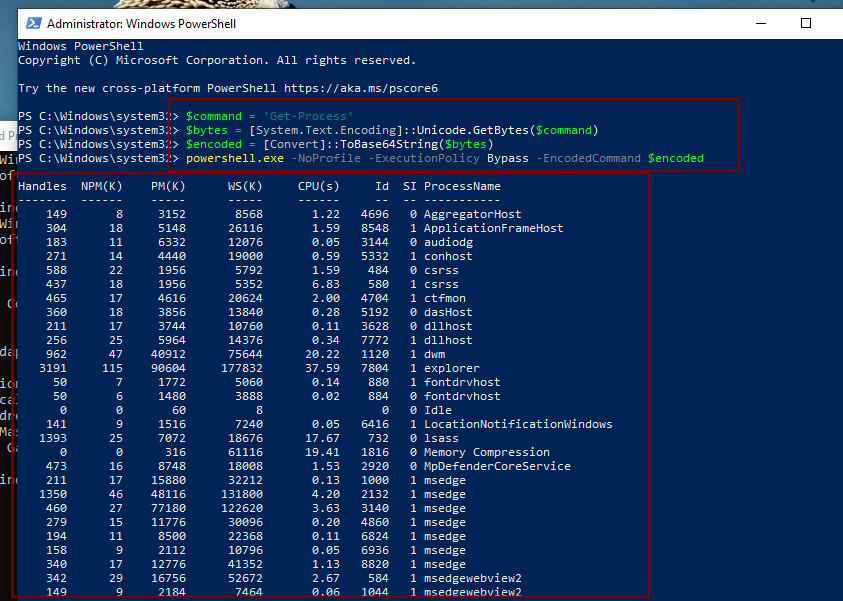 Administrator: Windows PowerShell
Windows PowerShell
Copyright (C) Microsoft Corporation. All rights reserved.
Try the new cross-platform PowerShell https://aka.ms/pscore6
PS C:\Windows\system32> $command = 'Get-Process'
PS C:\Windows\system32> $bytes = [System.Text.Encoding]::Unicode.GetBytes($command)
PS C:\Windows\system32> $encoded = [Convert]::ToBase64String($bytes)
PS C:\Windows\system32> powershell.exe -NoProfile -ExecutionPolicy Bypass -EncodedCommand $encoded
Handles NPM(K) PM(K) WS(K) CPU(s) Id SI ProcessName
------- ------ ----- ----- ------ -- -- -----------
149 8 3152 8568 1.22 4696 0 AggregatorHost
304 18 5148 26116 1.59 8548 1 ApplicationFrameHost
183 11 6332 12076 0.05 3144 0 audiodg
271 14 4440 19000 0.59 5332 1 conhost
588 22 1956 5792 1.59 484 0 csrss
437 18 1956 5352 6.83 580 1 csrss
465 17 4616 20624 2.00 4704 1 ctfmon
360 18 3856 13840 0.28 5192 0 dasHost
211 17 3744 10760 0.11 3628 0 dllhost
256 25 5964 14376 0.34 7772 1 dllhost
962 47 40912 75644 20.22 1120 1 dwm
3191 115 90604 177832 37.59 7804 1 explorer
50 7 1772 5060 0.14 880 1 fontdrvhost
50 6 1480 3888 0.02 884 0 fontdrvhost
0 0 60 8 0 0 Idle
141 9 1516 7240 0.05 6416 1 LocationNotificationWindows
1393 25 7072 18676 17.67 732 0 lsass
0 0 316 61116 19.41 1816 0 Memory Compression
473 16 8748 18008 1.53 2920 0 MpDefenderCoreService
211 17 15880 32212 0.13 1000 1 msedge
1350 46 48116 131800 4.20 2132 1 msedge
460 27 77180 122620 3.63 3140 1 msedge
279 15 11776 30096 0.20 4860 1 msedge
194 11 8500 22368 0.11 6824 1 msedge
158 9 2112 10796 0.05 6936 1 msedge
340 17 12776 41352 1.13 8820 1 msedge
342 29 16756 52672 2.67 584 1 msedgewebview2
149 9 2184 7464 0.06 1044 1 msedgewebview2